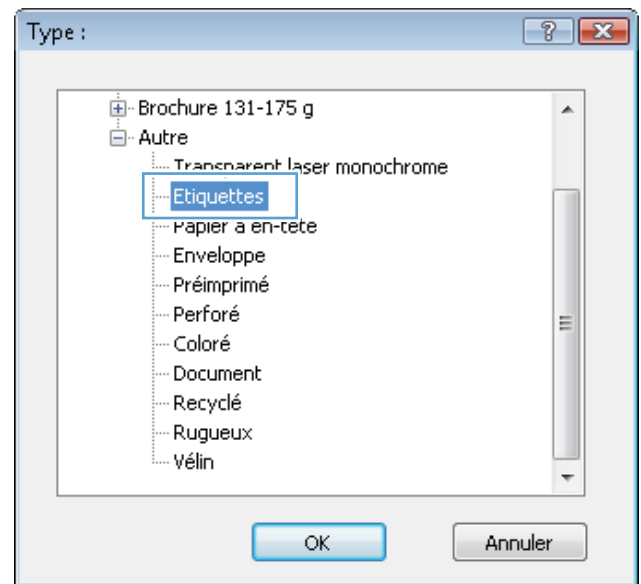 Type :
Brochure 131-175 g
Autre
Transparent laser monochrome
Etiquettes
Papier à en-tête
Enveloppe
Préimprimé
Perforé
Coloré
Document
Recyclé
Rugueux
Vélin
OK
Annuler